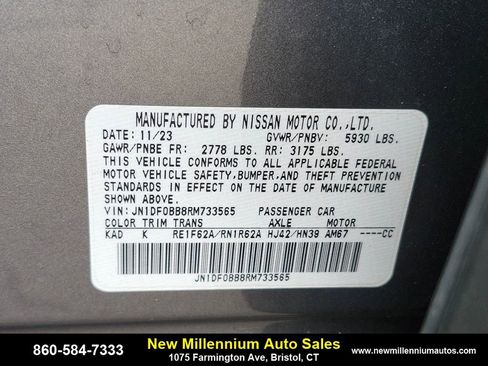 MANUFACTURED BY NISSAN MOTOR CO.,LTD.
DATE: 11/23 GVWR/PNBV: 5930 LBS.
GAWR/PNBE FR: 2778 LBS. RR: 3175 LBS.
THIS VEHICLE CONFORMS TO ALL APPLICABLE FEDERAL
MOTOR VEHICLE SAFETY,BUMPER,AND THEFT PREVENTION
STANDARDS IN EFFECT ON THE DATE OF MANUFACTURE
SHOWN ABOVE.
VIN: JN1DF0BB8RM733565 PASSENGER CAR
COLOR TRIM TRANS AXLE MOTOR
KAD K RE1F62A/RN1R62A HJ42/HN39 AM67 ----CC
JN1DF0BB8RM733565
860-584-7333
New Millennium Auto Sales
1075 Farmington Ave, Bristol, CT
www.newmillenniumautos.com